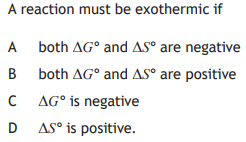 A reaction must be exothermic if
A both ΔG° and ΔS° are negative
B both ΔG° and ΔS° are positive
C ΔG° is negative
D ΔS° is positive.